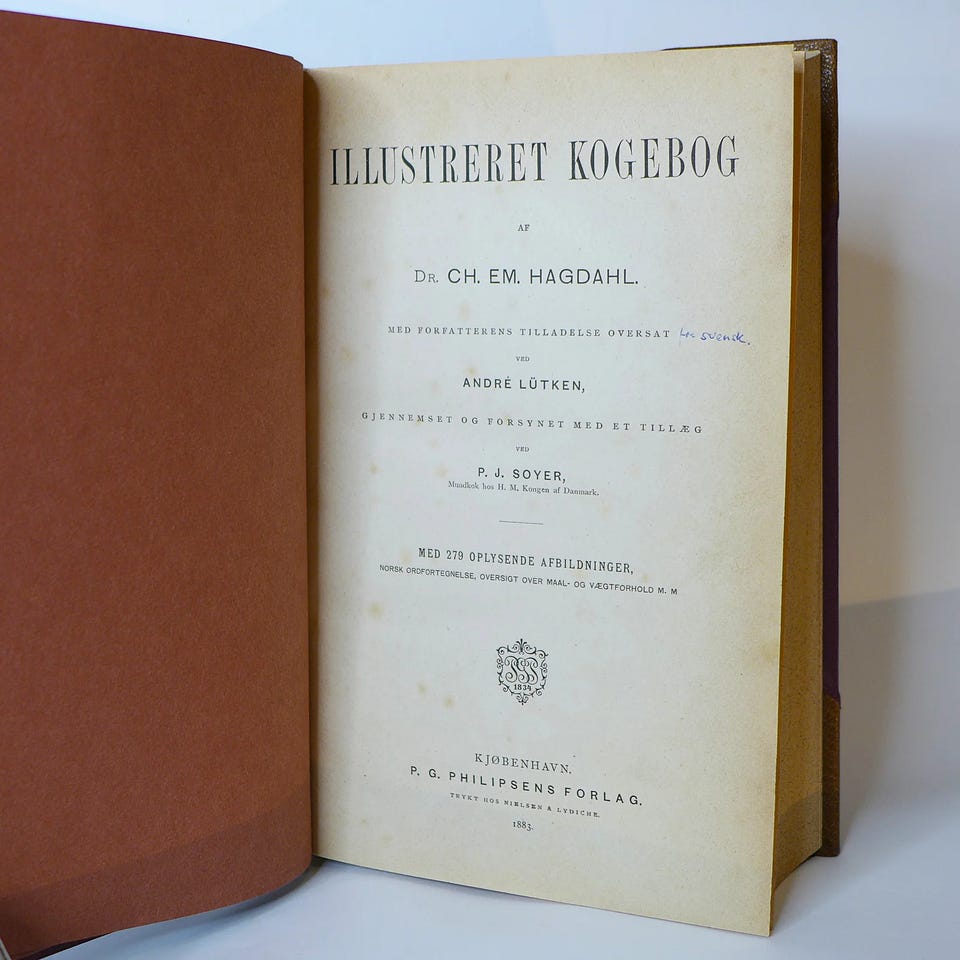 ILLUSTRERET KOGEBOG
AF
DR. CH. EM. HAGDAHL.
MED FORFATTERENS TILLADELSE OVERSAT fra svensk.
VED
ANDRÉ LÜTKEN,
GJENNEMSET OG FORSYNET MED ET TILLÆG
VED
P. J. SOYER,
Mundkok hos H. M. Kongen af Danmark.
MED 279 OPLYSENDE AFBILDNINGER,
NORSK ORDFORTEGNELSE, OVERSIGT OVER MAAL- OG VÆGTFORHOLD M. M
1834
KJØBENHAVN.
P. G. PHILIPSENS FORLAG.
TRYKT HOS NIELSEN & LYDICHE.
1883.